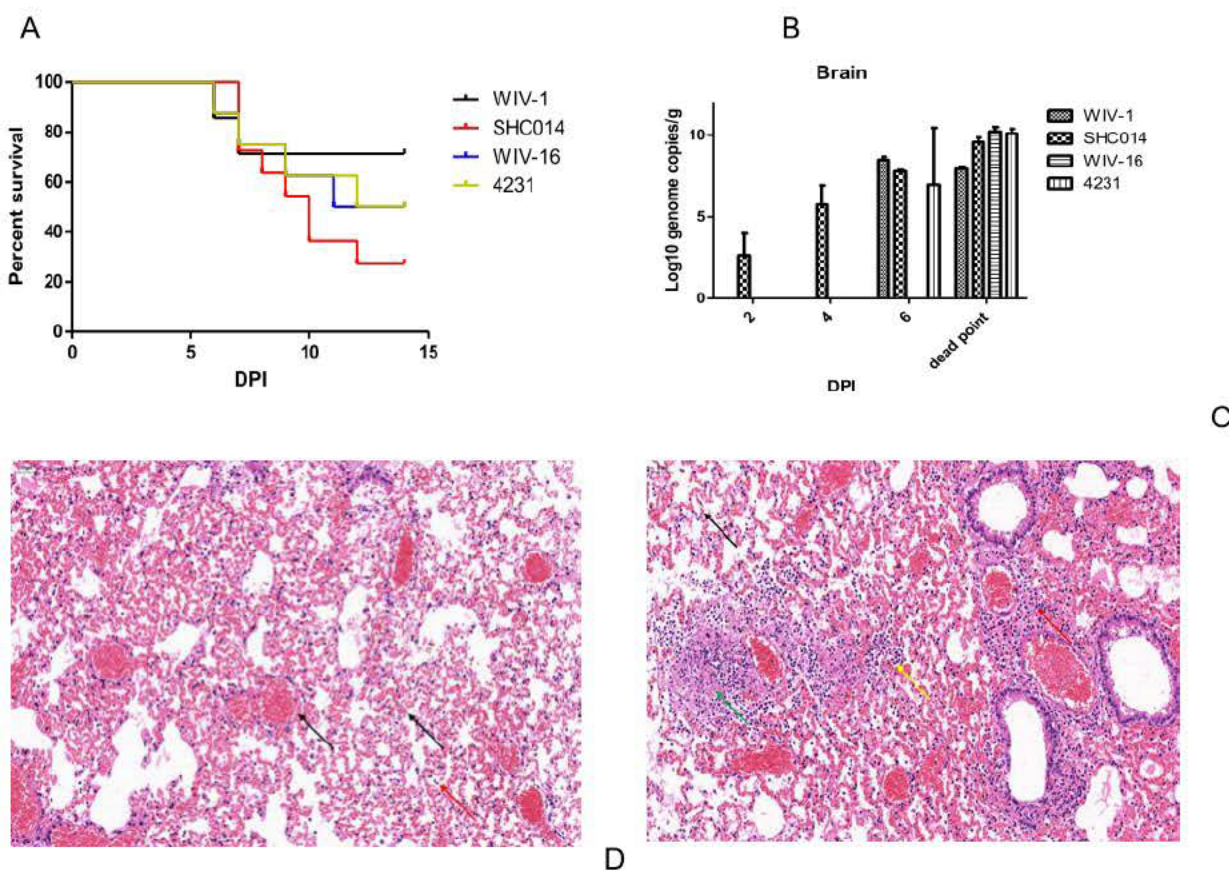 A
Percent survival
100
80
60
40
20
0
0
5
10
15
DPI
WIV-1
SHC014
WIV-16
4231
B
Brain
Log10 genome copies/g
10
5
0
2
4
6
dead point
DPI
WIV-1
SHC014
WIV-16
4231
C
D